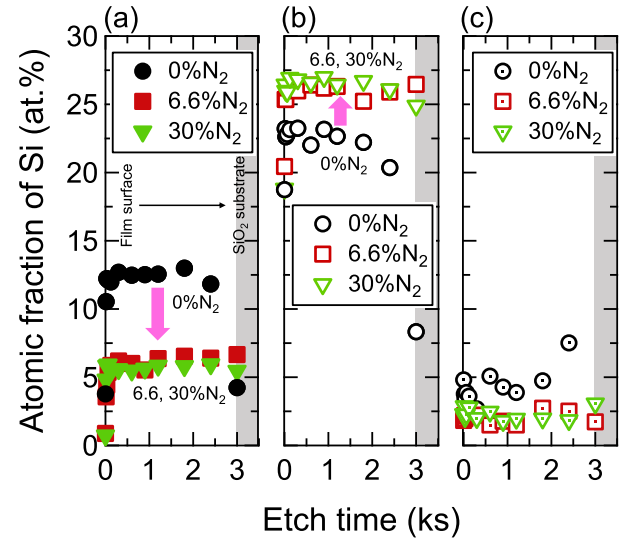 (a)
(b)
(c)
Atomic fraction of Si (at.%)
30
25
20
15
10
5
0
0%N₂
6.6%N₂
30%N₂
Film surface
SiO₂ substrate
0%N₂
6.6, 30%N₂
6.6, 30%N₂
0%N₂
0%N₂
6.6%N₂
30%N₂
0%N₂
6.6%N₂
30%N₂
0 1 2 3
0 1 2 3
0 1 2 3
Etch time (ks)